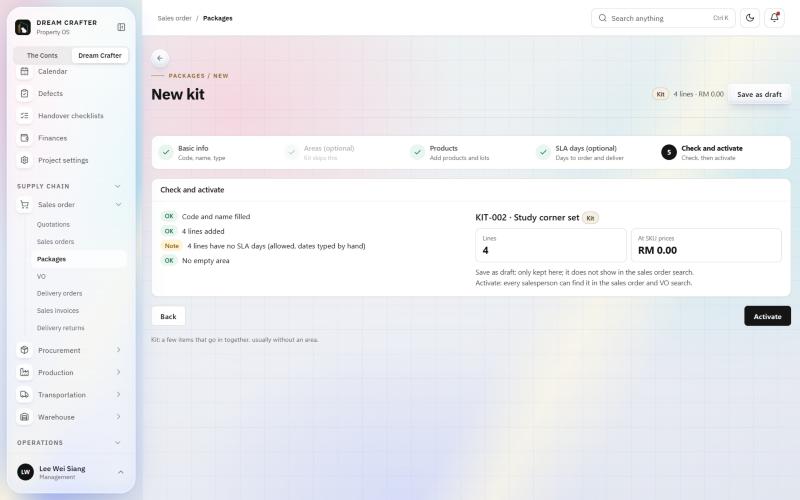 DREAM CRAFTER
Property OS
The Conts
Dream Crafter
Calendar
Defects
Handover checklists
Finances
Project settings
SUPPLY CHAIN
Sales order
Quotations
Sales orders
Packages
VO
Delivery orders
Sales invoices
Delivery returns
Procurement
Production
Transportation
Warehouse
OPERATIONS
LW
Lee Wei Siang
Management
Sales order / Packages
Search anything
Ctrl K
PACKAGES / NEW
New kit
Kit
4 lines · RM 0.00
Save as draft
Basic info
Code, name, type
Areas (optional)
Kit skips this
Products
Add products and kits
SLA days (optional)
Days to order and deliver
5
Check and activate
Check, then activate
Check and activate
OK Code and name filled
OK 4 lines added
Note 4 lines have no SLA days (allowed, dates typed by hand)
OK No empty area
KIT-002 · Study corner set Kit
Lines
4
At SKU prices
RM 0.00
Save as draft: only kept here; it does not show in the sales order search.
Activate: every salesperson can find it in the sales order and VO search.
Back
Activate
Kit: a few items that go in together, usually without an area.